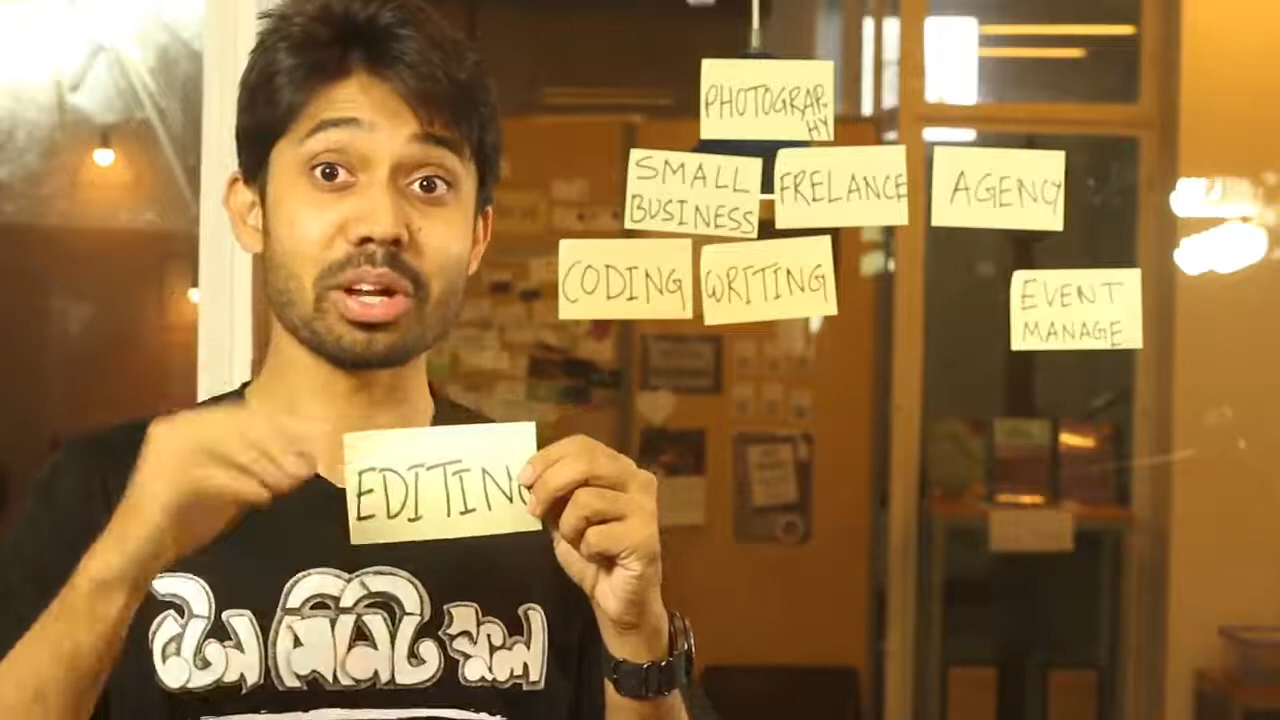 PHOTOGRAP-
HY
SMALL
BUSINESS
FRELANCE
AGENCY
CODING
WRITING
EVENT
MANAGE
EDITING
টেন মিনিট স্কুল